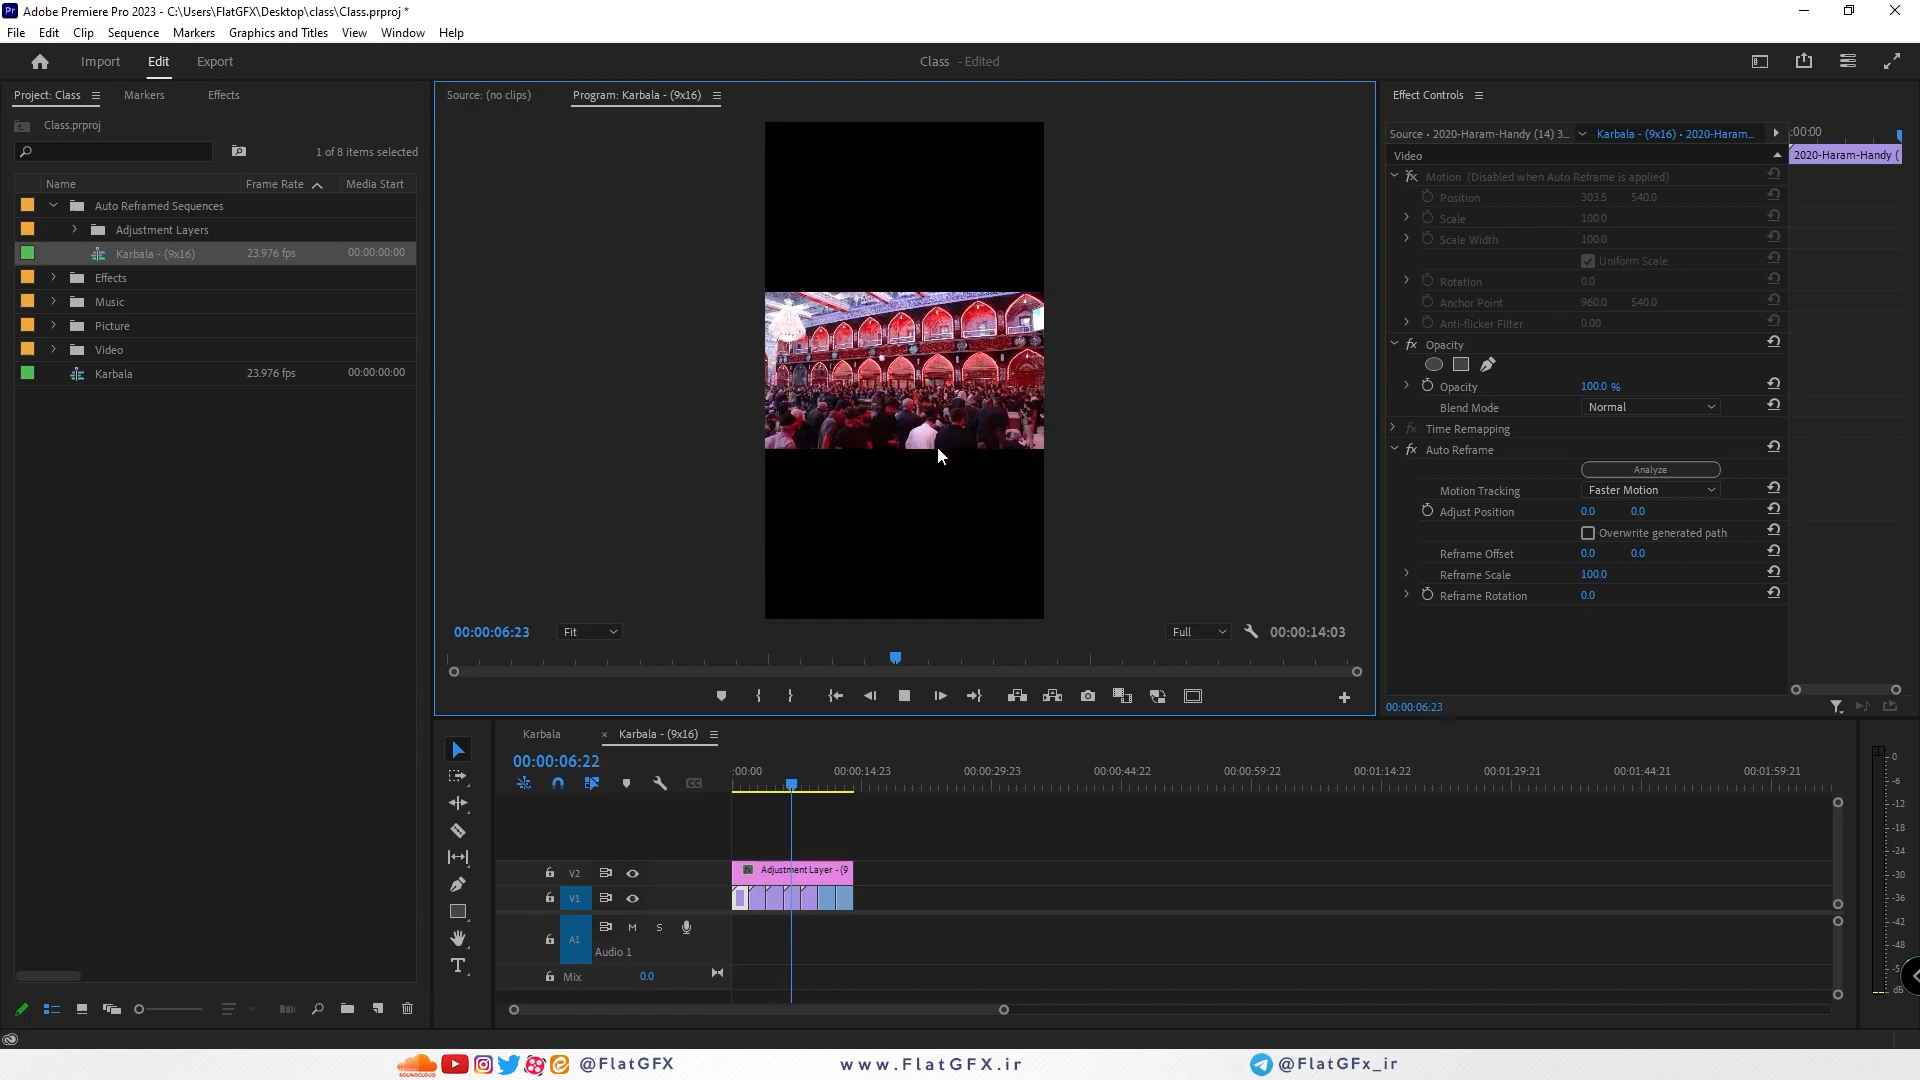 Adobe Premiere Pro 2023 - C:\Users\FlatGFX\Desktop\class\Class.prproj *
File Edit Clip Sequence Markers Graphics and Titles View Window Help
Import Edit Export
Class - Edited
Project: Class Markers Effects
Class.prproj
1 of 8 items selected
Name Frame Rate Media Start
Auto Reframed Sequences
Adjustment Layers
Karbala - (9x16) 23.976 fps 00:00:00:00
Effects
Music
Picture
Video
Karbala 23.976 fps 00:00:00:00
Source: (no clips) Program: Karbala - (9x16)
00:00:06:23 Fit Full 00:00:14:03
Effect Controls
Source • 2020-Haram-Handy (14) 3... Karbala - (9x16) • 2020-Haram... :00:00
Video 2020-Haram-Handy (
Motion (Disabled when Auto Reframe is applied)
Position 303.5 540.0
Scale 100.0
Scale Width 100.0
Uniform Scale
Rotation 0.0
Anchor Point 960.0 540.0
Anti-flicker Filter 0.00
Opacity
Opacity 100.0 %
Blend Mode Normal
Time Remapping
Auto Reframe
Analyze
Motion Tracking Faster Motion
Adjust Position 0.0 0.0
Overwrite generated path
Reframe Offset 0.0 0.0
Reframe Scale 100.0
Reframe Rotation 0.0
00:00:06:23
Karbala × Karbala - (9x16)
00:00:06:22
:00:00 00:00:14:23 00:00:29:23 00:00:44:22 00:00:59:22 00:01:14:22 00:01:29:21 00:01:44:21 00:01:59:21
CC
V2 Adjustment Layer - (9
V1
A1 M S
Audio 1
Mix 0.0
0
-6
-12
-18
-24
-30
-36
-42
-48
dB
SOUNDCLOUD @FlatGFX www.FlatGFX.ir @FlatGFx_ir